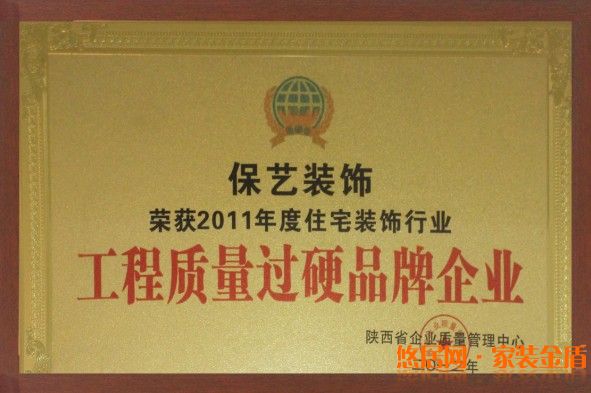 保艺装饰
荣获2011年度住宅装饰行业
工程质量过硬品牌企业
陕西省企业质量管理中心
悠居网·家装金盾